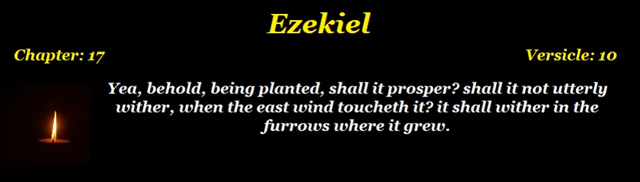 Ezekiel
Chapter: 17 Versicle: 10
Yea, behold, being planted, shall it prosper? shall it not utterly
wither, when the east wind toucheth it? it shall wither in the
furrows where it grew.